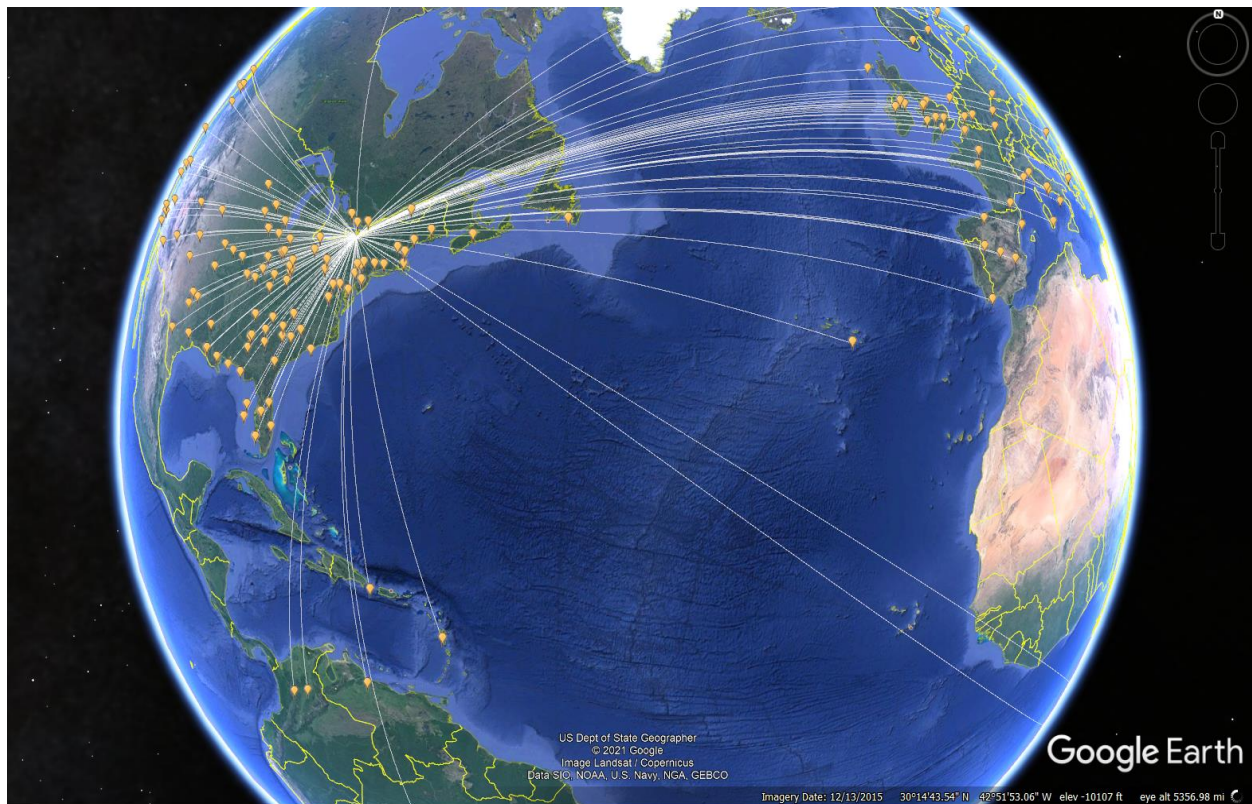 N
US Dept of State Geographer
© 2021 Google
Image Landsat / Copernicus
Data SIO, NOAA, U.S. Navy, NGA, GEBCO
Google Earth
Imagery Date: 12/13/2015 30°14'43.54" N 42°51'53.06" W elev -10107 ft eye alt 5356.98 mi